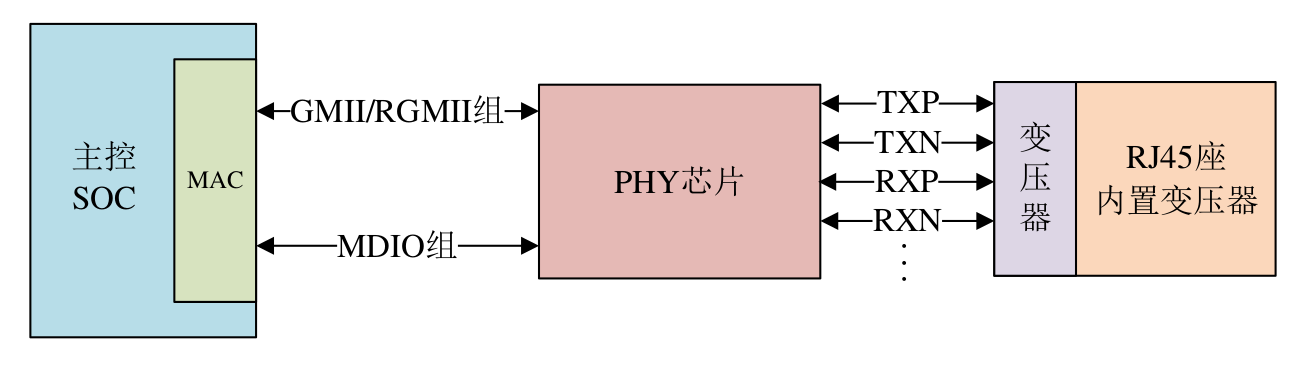 主控
SOC
MAC
GMII/RGMII组
MDIO组
PHY芯片
TXP
TXN
RXP
RXN
变
压
器
RJ45座
内置变压器